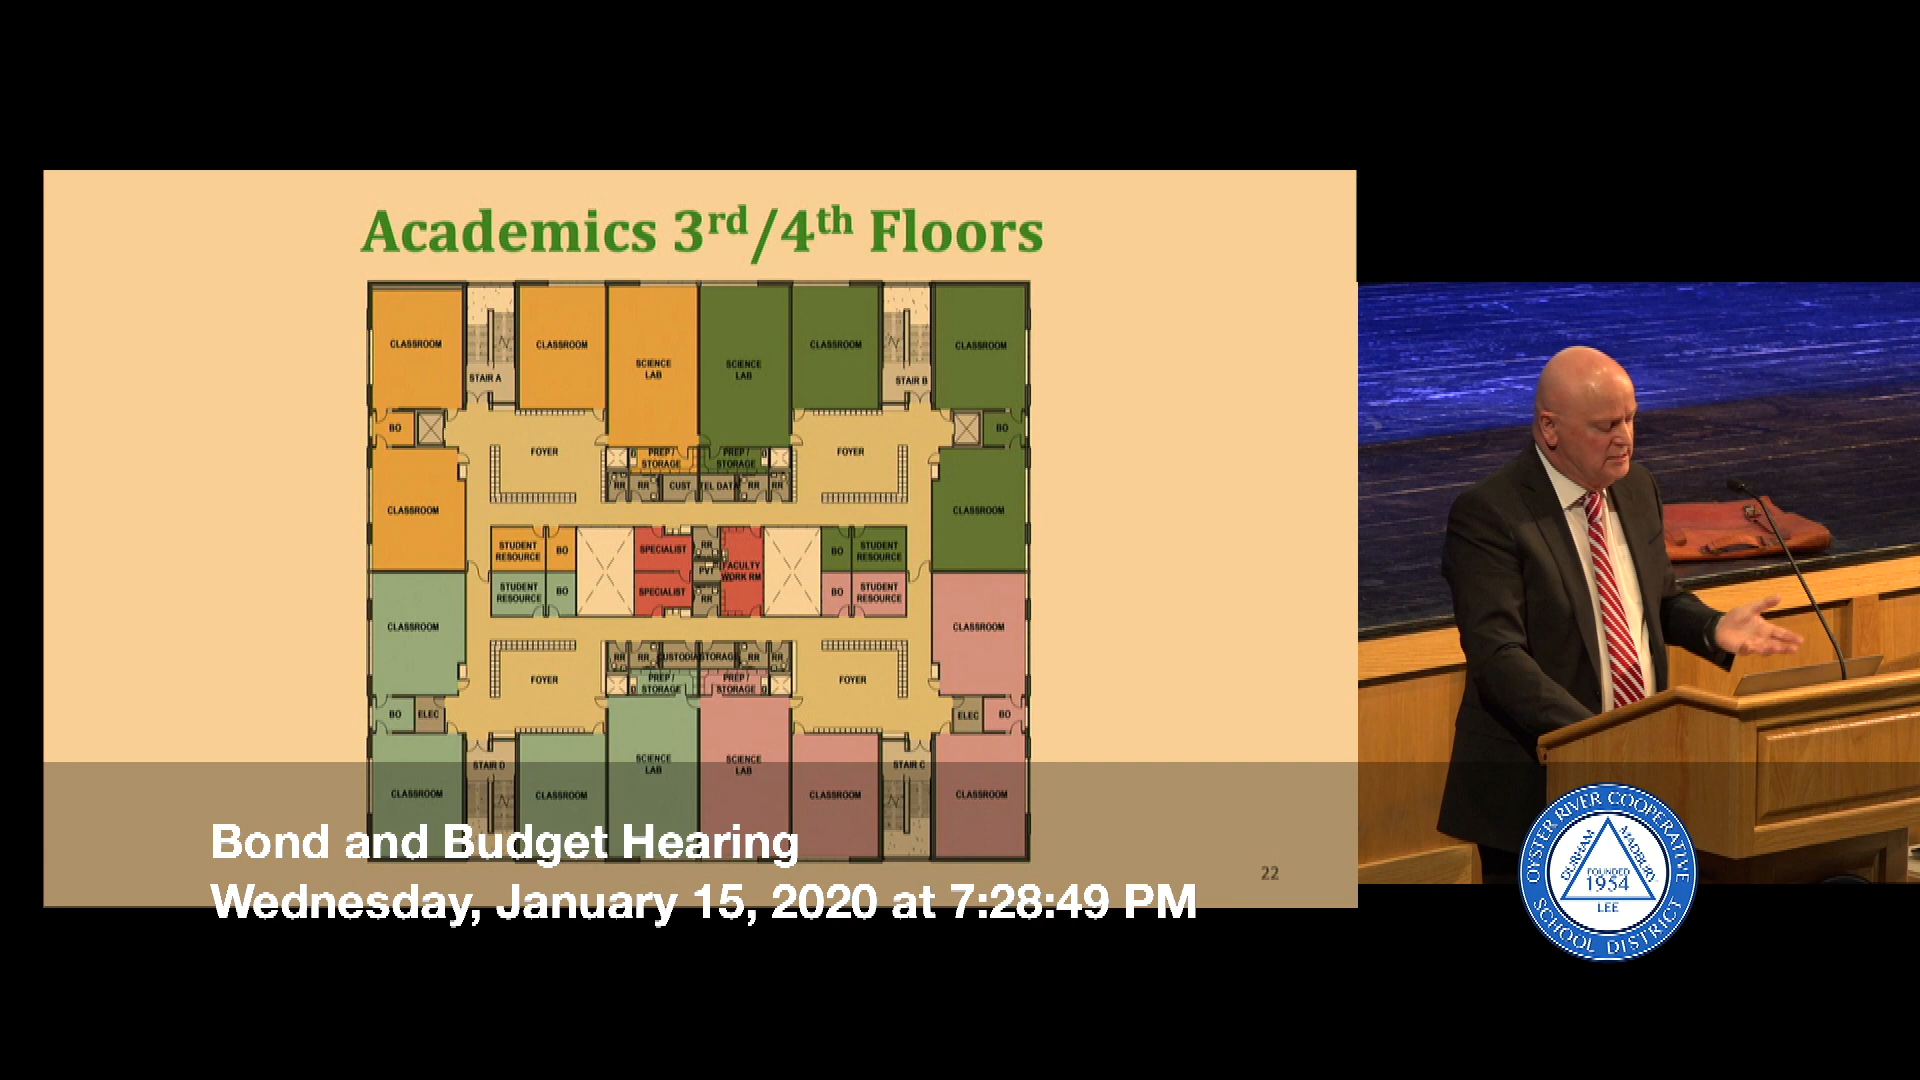 Academics 3rd/4th Floors
CLASSROOM
STAIR A
CLASSROOM
SCIENCE
LAB
SCIENCE
LAB
CLASSROOM
STAIR B
CLASSROOM
BO
FOYER
PREP/
STORAGE
PREP/
STORAGE
FOYER
BO
RR
RR
CUST
TEL DATA
RR
RR
CLASSROOM
CLASSROOM
STUDENT
RESOURCE
BO
SPECIALIST
RR
PVT
FACULTY
WORK RM
BO
STUDENT
RESOURCE
STUDENT
RESOURCE
BO
SPECIALIST
RR
BO
STUDENT
RESOURCE
CLASSROOM
CLASSROOM
RR
RR
CUSTODIA
STORAGE
RR
RR
FOYER
PREP/
STORAGE
PREP/
STORAGE
FOYER
BO
ELEC
ELEC
BO
STAIR D
SCIENCE
LAB
SCIENCE
LAB
STAIR C
CLASSROOM
CLASSROOM
CLASSROOM
CLASSROOM
Bond and Budget Hearing
Wednesday, January 15, 2020 at 7:28:49 PM
22
OYSTER RIVER COOPERATIVE
DURHAM
MADBURY
FOUNDED
1954
LEE
SCHOOL DISTRICT